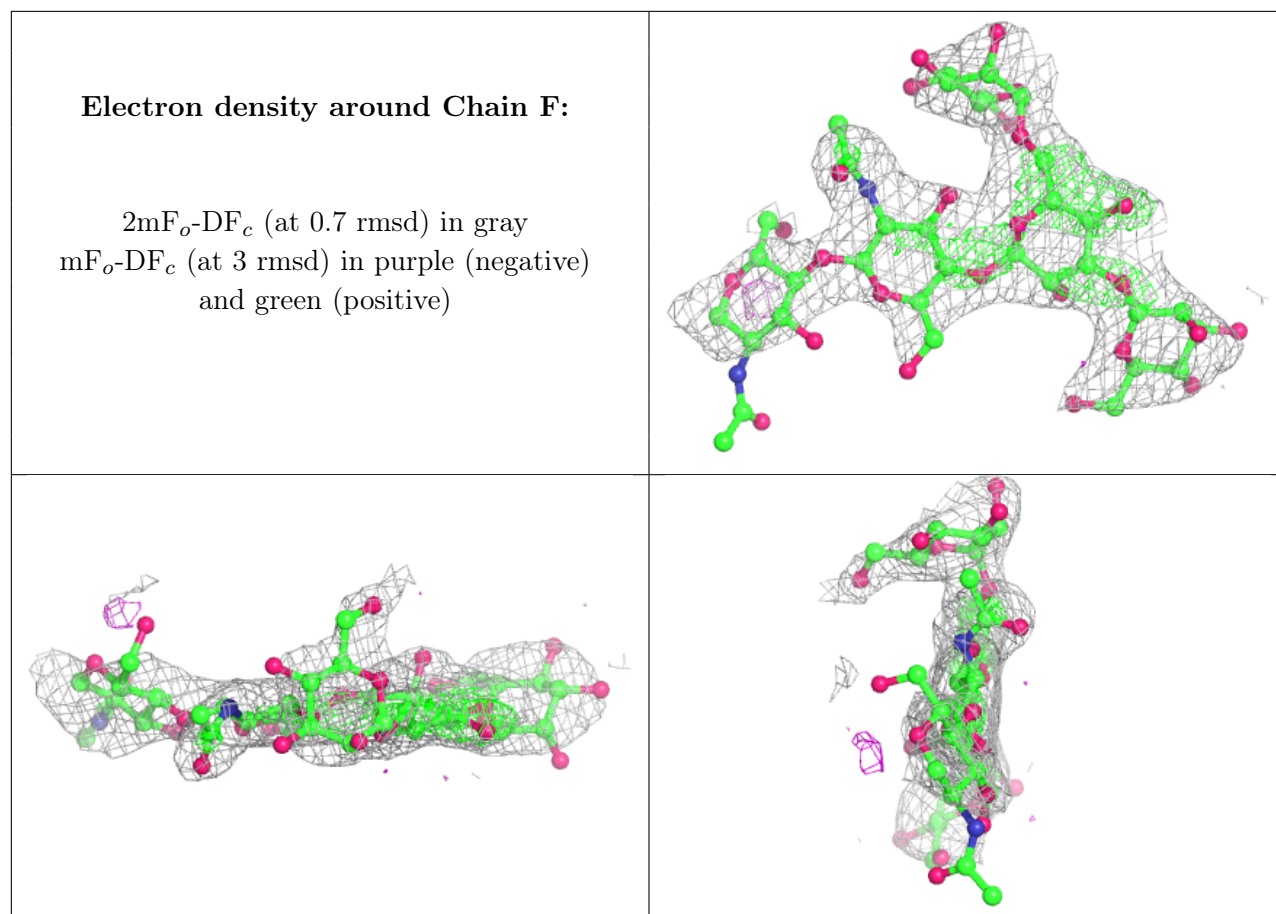 Electron density around Chain F:
2mFₒ-DF𝑐 (at 0.7 rmsd) in gray
mFₒ-DF𝑐 (at 3 rmsd) in purple (negative)
and green (positive)